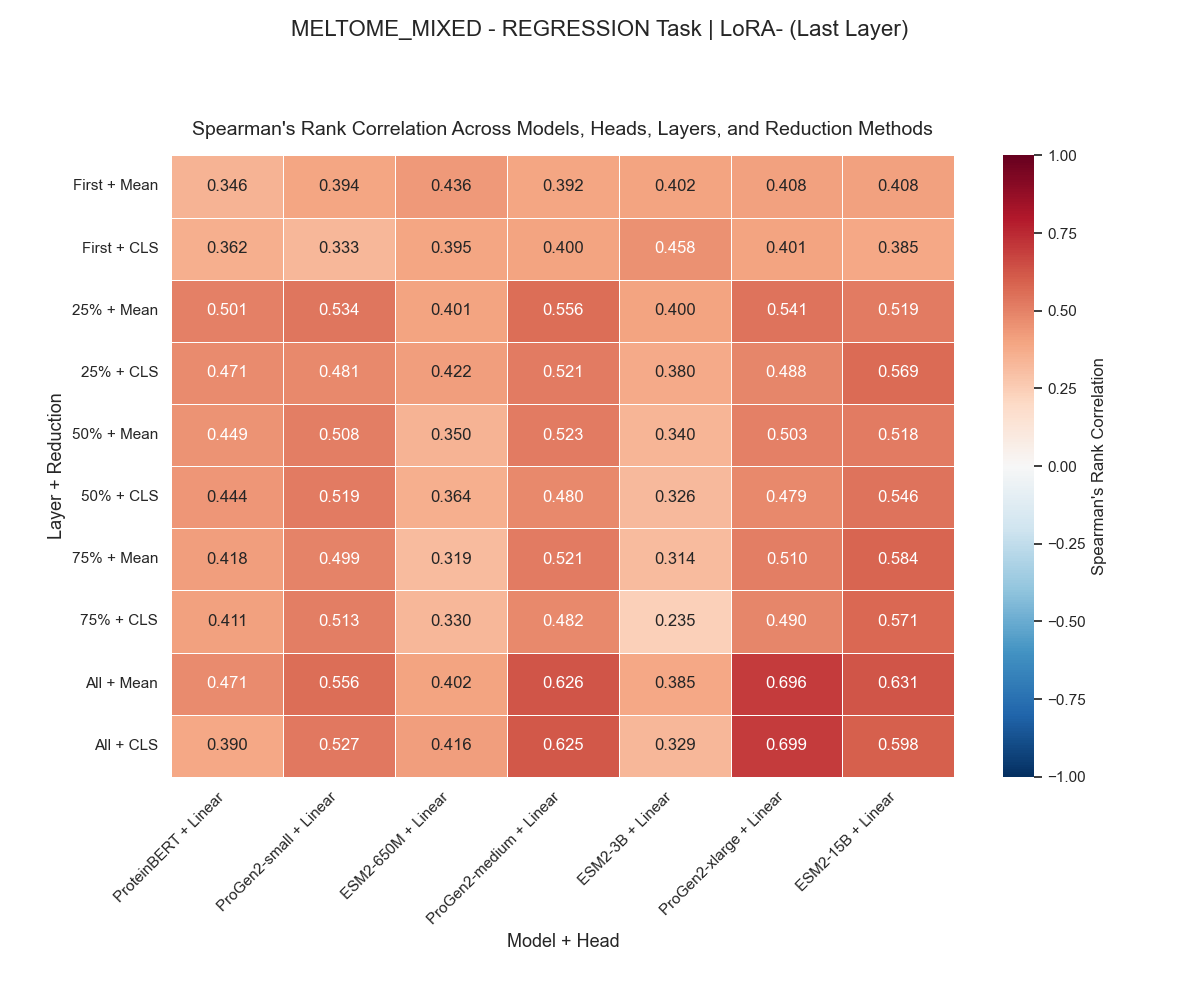 MELTOME_MIXED - REGRESSION Task | LoRA- (Last Layer)
Spearman's Rank Correlation Across Models, Heads, Layers, and Reduction Methods
Layer + Reduction
First + Mean 0.346 0.394 0.436 0.392 0.402 0.408 0.408
First + CLS 0.362 0.333 0.395 0.400 0.458 0.401 0.385
25% + Mean 0.501 0.534 0.401 0.556 0.400 0.541 0.519
25% + CLS 0.471 0.481 0.422 0.521 0.380 0.488 0.569
50% + Mean 0.449 0.508 0.350 0.523 0.340 0.503 0.518
50% + CLS 0.444 0.519 0.364 0.480 0.326 0.479 0.546
75% + Mean 0.418 0.499 0.319 0.521 0.314 0.510 0.584
75% + CLS 0.411 0.513 0.330 0.482 0.235 0.490 0.571
All + Mean 0.471 0.556 0.402 0.626 0.385 0.696 0.631
All + CLS 0.390 0.527 0.416 0.625 0.329 0.699 0.598
ProteinBERT + Linear
ProGen2-small + Linear
ESM2-650M + Linear
ProGen2-medium + Linear
ESM2-3B + Linear
ProGen2-xlarge + Linear
ESM2-15B + Linear
Model + Head
1.00
0.75
0.50
0.25
0.00
−0.25
−0.50
−0.75
−1.00
Spearman's Rank Correlation